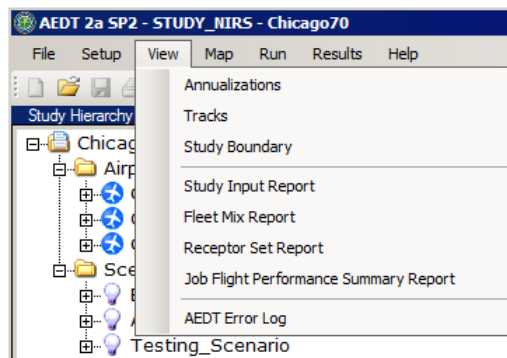 AEDT 2a SP2 - STUDY_NIRS - Chicago70
File Setup View Map Run Results Help
Annualizations
Study Hierarchy
Tracks
Study Boundary
Study Input Report
Fleet Mix Report
Receptor Set Report
Job Flight Performance Summary Report
AEDT Error Log
Testing_Scenario